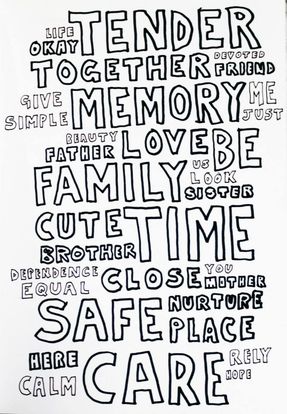 LIFE TENDER
OKAY
TOGETHER DEVOTED
FRIEND
GIVE MEMORY ME
SIMPLE JUST
BEAUTY LOVE BE
FATHER
FAMILY US
LOOK
SISTER
CUTE TIME
BROTHER
DEPENDENCE CLOSE YOU
EQUAL MOTHER
SAFE NURTURE
PLACE
HERE CARE RELY
CALM HOPE